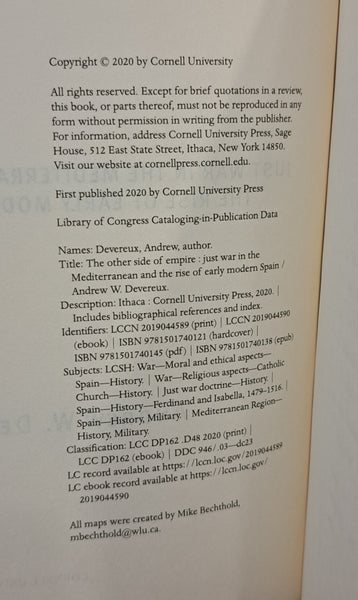 Copyright © 2020 by Cornell University
All rights reserved. Except for brief quotations in a review,
this book, or parts thereof, must not be reproduced in any
form without permission in writing from the publisher.
For information, address Cornell University Press, Sage
House, 512 East State Street, Ithaca, New York 14850.
Visit our website at cornellpress.cornell.edu.
First published 2020 by Cornell University Press
Library of Congress Cataloging-in-Publication Data
Names: Devereux, Andrew, author.
Title: The other side of empire : just war in the
Mediterranean and the rise of early modern Spain /
Andrew W. Devereux.
Description: Ithaca : Cornell University Press, 2020. |
Includes bibliographical references and index.
Identifiers: LCCN 2019044589 (print) | LCCN 2019044590
(ebook) | ISBN 9781501740121 (hardcover) |
ISBN 9781501740145 (pdf) | ISBN 9781501740138 (epub)
Subjects: LCSH: War—Moral and ethical aspects—
Spain—History. | War—Religious aspects—Catholic
Church—History. | Just war doctrine—History. |
Spain—History—Ferdinand and Isabella, 1479–1516. |
Spain—History, Military. | Mediterranean Region—
History, Military.
Classification: LCC DP162 .D48 2020 (print) |
LCC DP162 (ebook) | DDC 946/.03—dc23
LC record available at https://lccn.loc.gov/2019044589
LC ebook record available at https://lccn.loc.gov/
2019044590
All maps were created by Mike Bechthold,
mbechthold@wlu.ca.